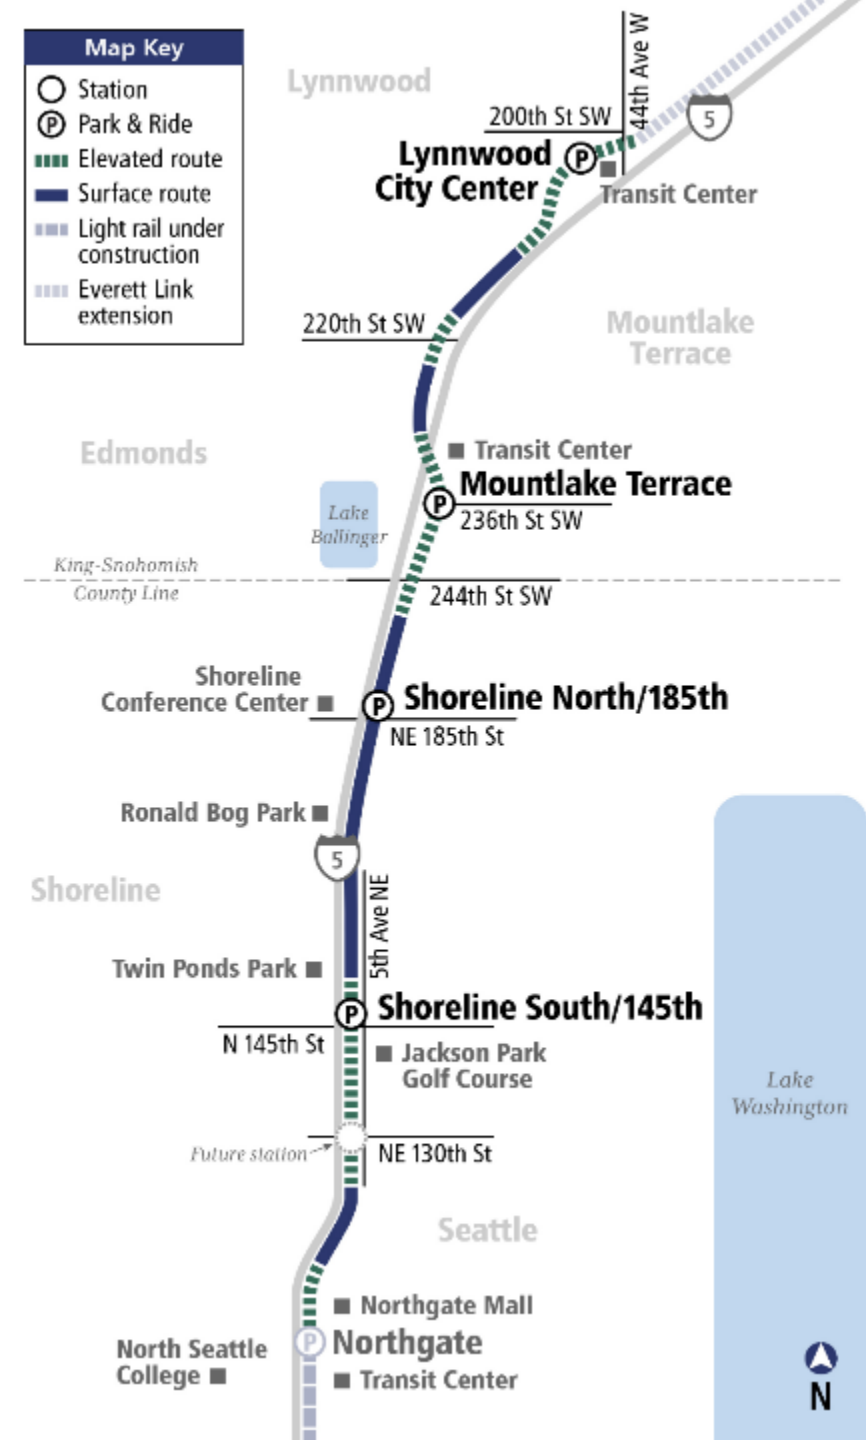 Map Key
Station
P Park & Ride
Elevated route
Surface route
Light rail under
construction
Everett Link
extension
Lynnwood
44th Ave W
5
200th St SW
P
Lynnwood
City Center
Transit Center
220th St SW
Mountlake
Terrace
Edmonds
Transit Center
Mountlake Terrace
P
236th St SW
Lake
Ballinger
King-Snohomish
County Line
244th St SW
Shoreline
Conference Center
P
Shoreline North/185th
NE 185th St
Ronald Bog Park
5
Shoreline
5th Ave NE
Twin Ponds Park
P
Shoreline South/145th
N 145th St
Jackson Park
Golf Course
Lake
Washington
Future station
NE 130th St
Seattle
Northgate Mall
P
Northgate
North Seattle
College
Transit Center
N